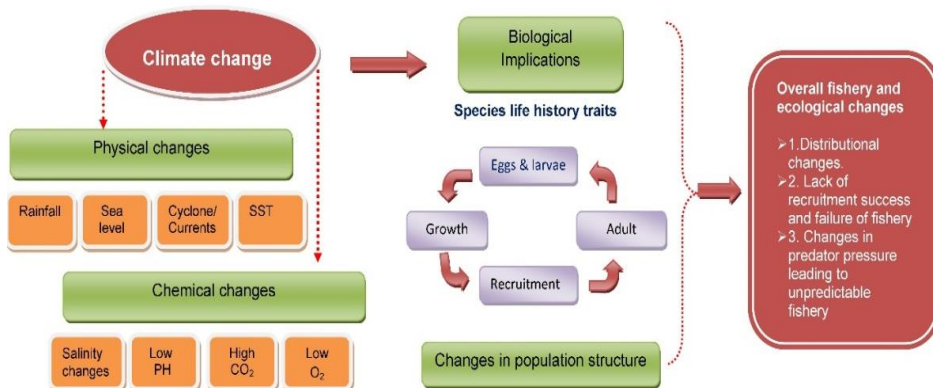 Climate change
Physical changes
Rainfall
Sea
level
Cyclone/
Currents
SST
Chemical changes
Salinity
changes
Low
PH
High
CO₂
Low
O₂
Biological
Implications
Species life history traits
Eggs & larvae
Growth
Adult
Recruitment
Changes in population structure
Overall fishery and
ecological changes
➢1.Distributional
changes.
➢2. Lack of
recruitment success
and failure of fishery
➢3. Changes in
predator pressure
leading to
unpredictable
fishery